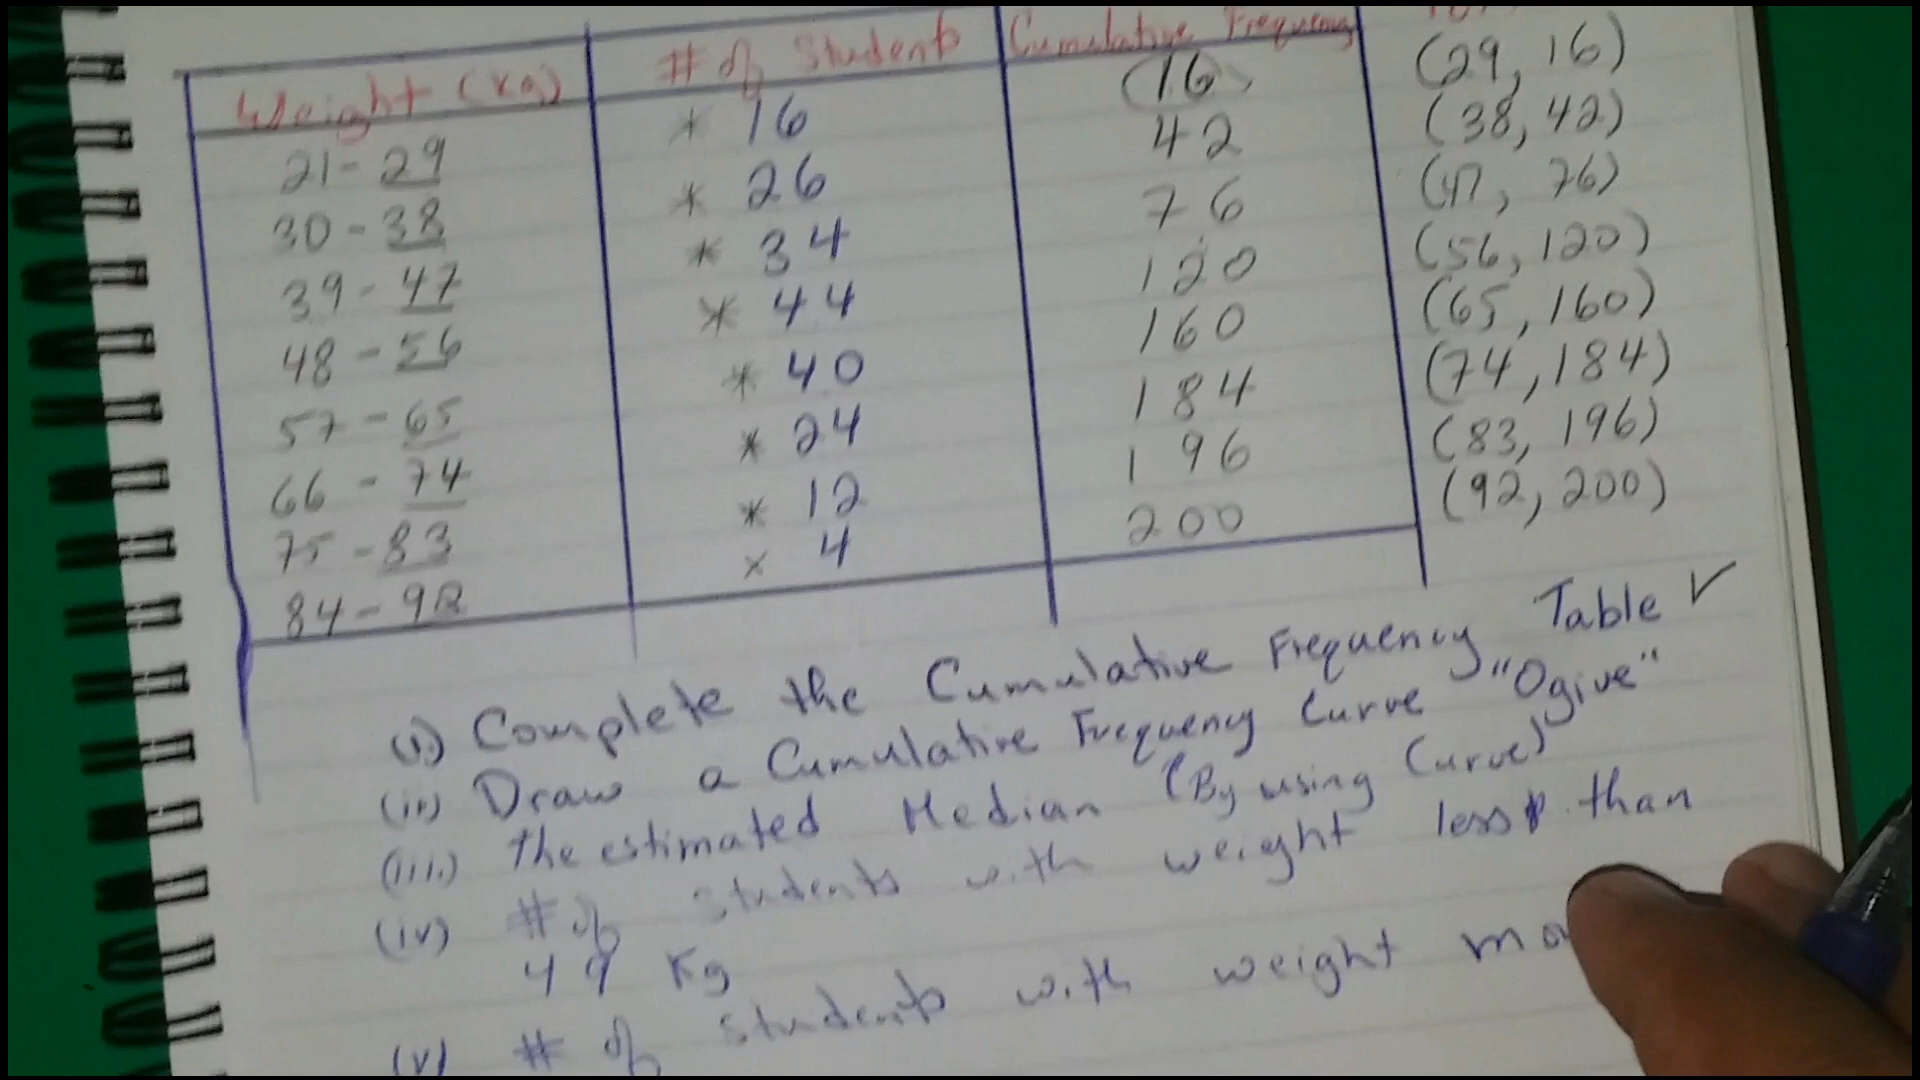 Weight (Kg) # of Students Cumulative Frequency
21 - 29 * 16 (16) (29, 16)
30 - 38 * 26 42 (38, 42)
39 - 47 * 34 76 (47, 76)
48 - 56 * 44 120 (56, 120)
57 - 65 * 40 160 (65, 160)
66 - 74 * 24 184 (74, 184)
75 - 83 * 12 196 (83, 196)
84 - 92 x 4 200 (92, 200)
(i) Complete the Cumulative Frequency Table ✓
(ii) Draw a Cumulative Frequency Curve "Ogive"
(iii.) The estimated Median (By using Curve)
(iv) # of students with weight less than
49 Kg
(v) # of students with weight